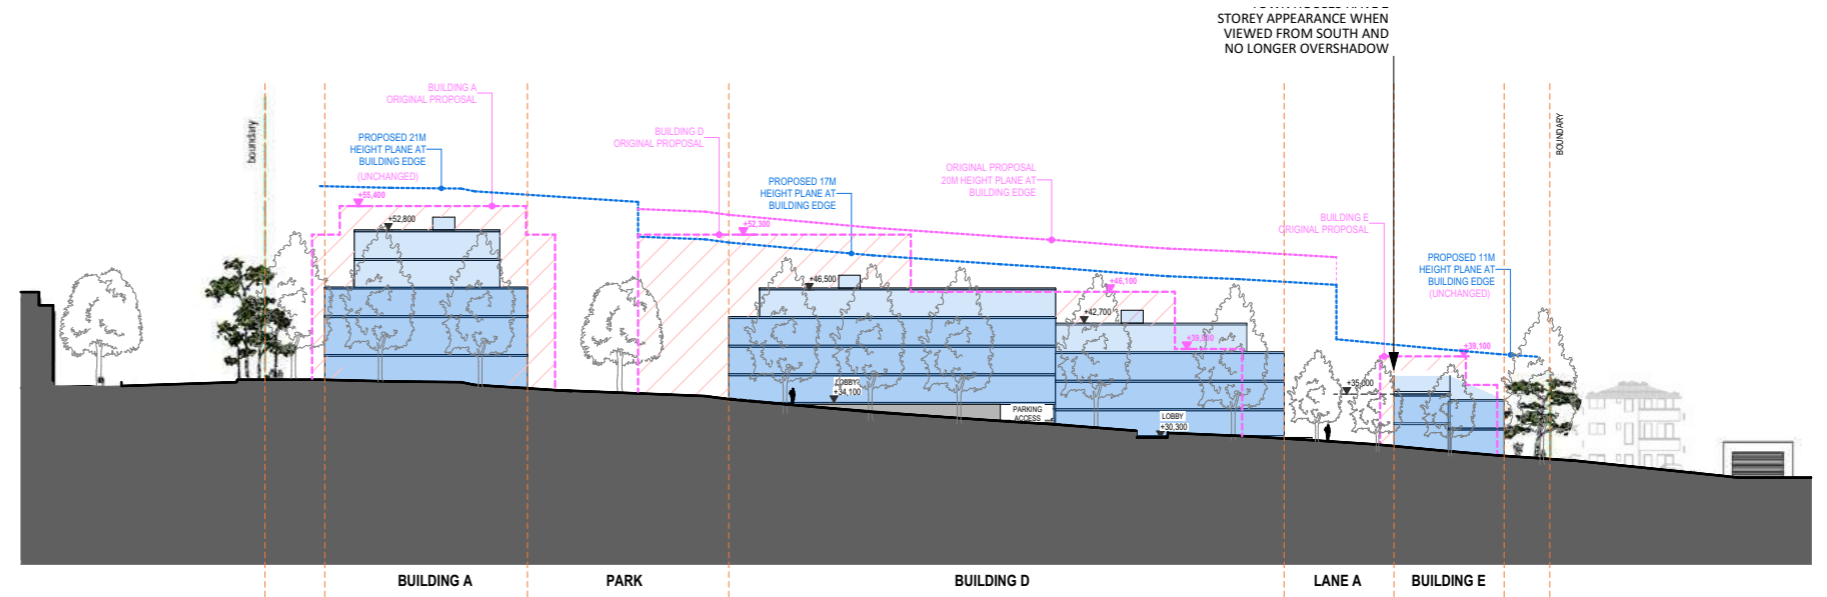 STOREY APPEARANCE WHEN
VIEWED FROM SOUTH AND
NO LONGER OVERSHADOW
BUILDING A
ORIGINAL PROPOSAL
boundary
BOUNDARY
PROPOSED 21M
HEIGHT PLANE AT
BUILDING EDGE
(UNCHANGED)
BUILDING D
ORIGINAL PROPOSAL
PROPOSED 17M
HEIGHT PLANE AT
BUILDING EDGE
ORIGINAL PROPOSAL
20M HEIGHT PLANE AT
BUILDING EDGE
BUILDING E
ORIGINAL PROPOSAL
PROPOSED 11M
HEIGHT PLANE AT
BUILDING EDGE
(UNCHANGED)
+55,400
+52,800
+52,300
+46,500
+46,100
+42,700
+39,100
+35,000
LOBBY
+34,100
PARKING
ACCESS
LOBBY
+30,300
BUILDING A
PARK
BUILDING D
LANE A
BUILDING E